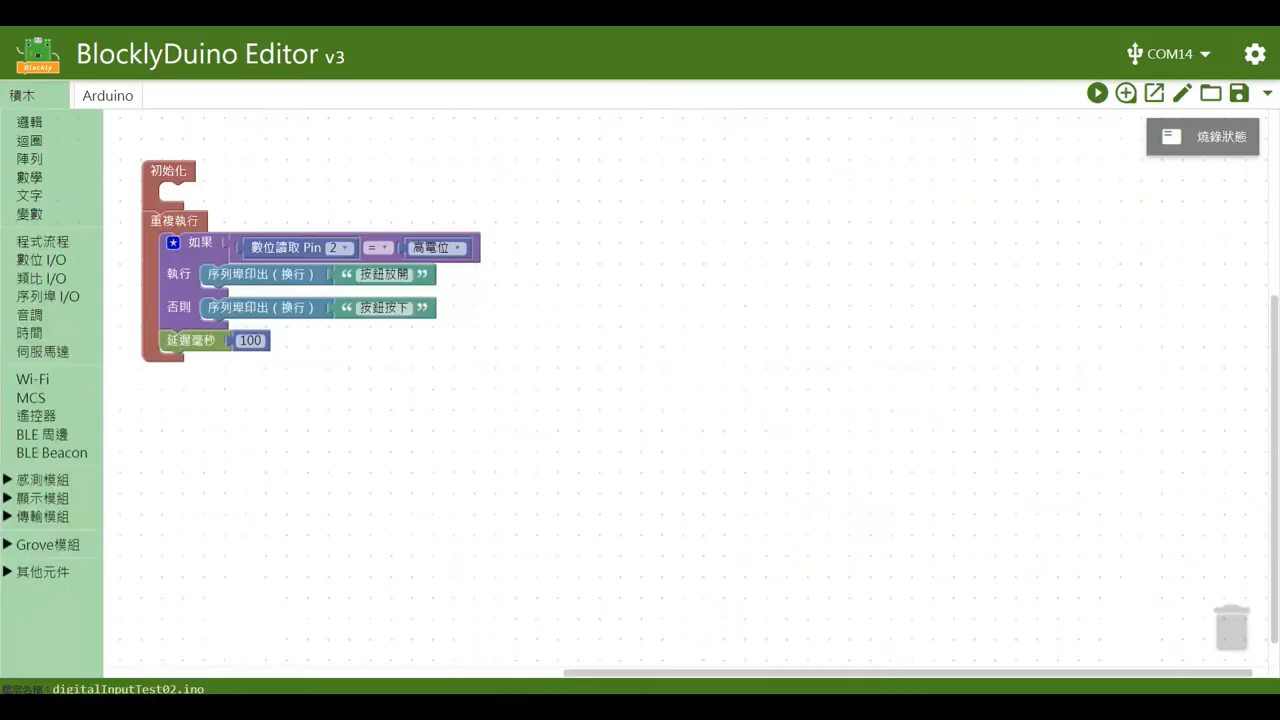 Blockly
BlocklyDuino Editor v3
COM14
積木
Arduino
邏輯
迴圈
陣列
數學
文字
變數
程式流程
數位 I/O
類比 I/O
序列埠 I/O
音調
時間
伺服馬達
Wi-Fi
MCS
遙控器
BLE 周邊
BLE Beacon
感測模組
顯示模組
傳輸模組
Grove模組
其他元件
燒錄狀態
初始化
重複執行
如果 數位讀取 Pin 2 = 高電位
執行 序列埠印出（換行） “ 按鈕放開 ”
否則 序列埠印出（換行） “ 按鈕按下 ”
延遲毫秒 100
digitalInputTest02.ino